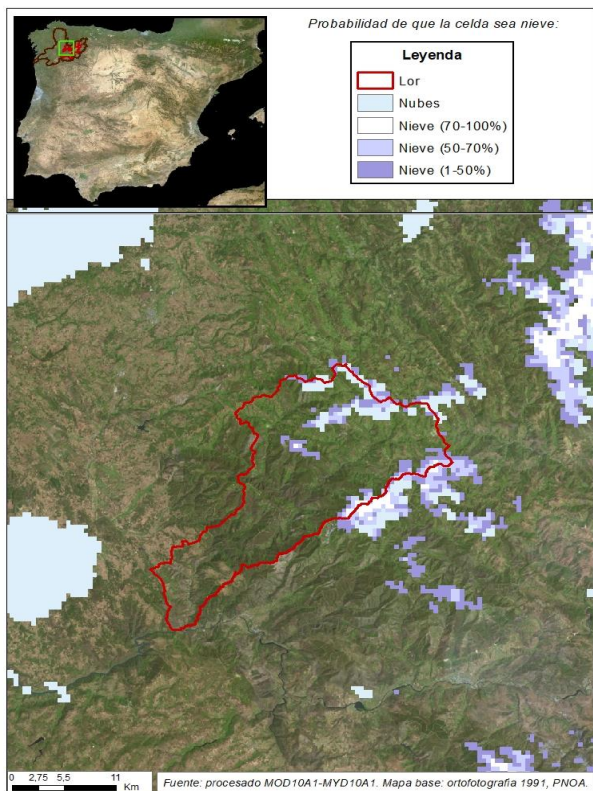 Probabilidad de que la celda sea nieve:
Leyenda
Lor
Nubes
Nieve (70-100%)
Nieve (50-70%)
Nieve (1-50%)
0 2,75 5,5 11
Km
Fuente: procesado MOD10A1-MYD10A1. Mapa base: ortofotografía 1991, PNOA.